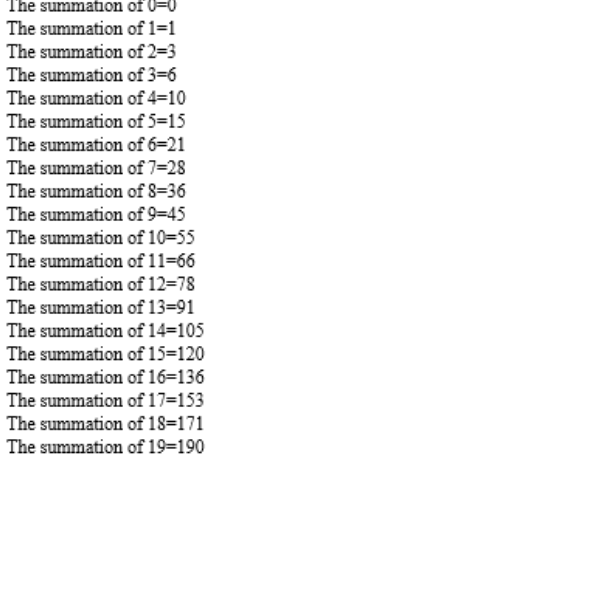 The summation of 0=0
The summation of 1=1
The summation of 2=3
The summation of 3=6
The summation of 4=10
The summation of 5=15
The summation of 6=21
The summation of 7=28
The summation of 8=36
The summation of 9=45
The summation of 10=55
The summation of 11=66
The summation of 12=78
The summation of 13=91
The summation of 14=105
The summation of 15=120
The summation of 16=136
The summation of 17=153
The summation of 18=171
The summation of 19=190